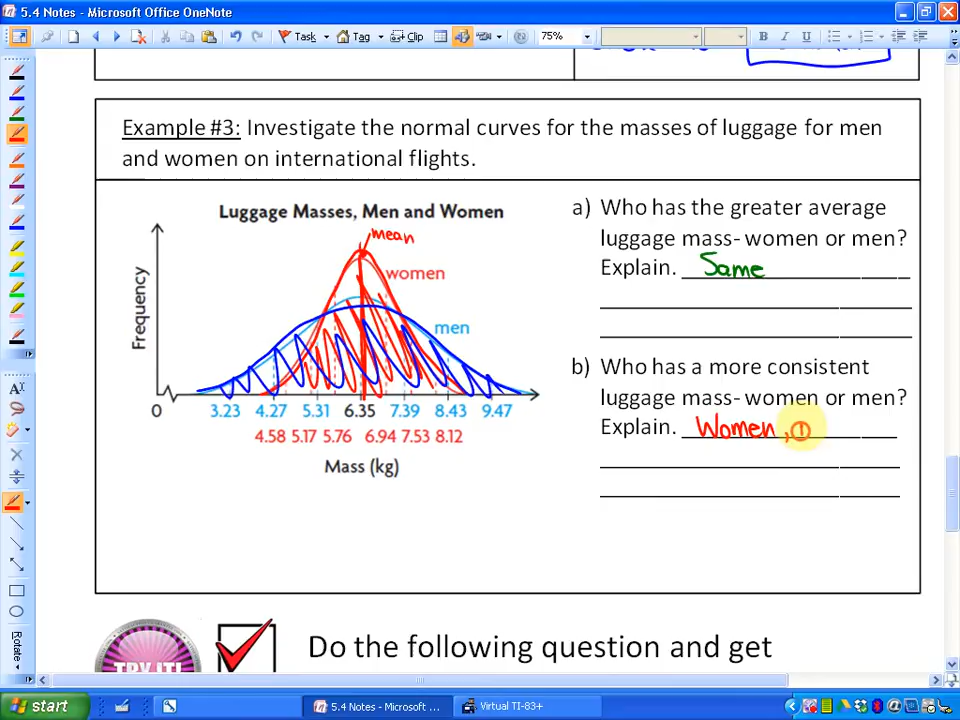 5.4 Notes - Microsoft Office OneNote
Task Tag Clip 75% B I U
Example #3: Investigate the normal curves for the masses of luggage for men
and women on international flights.
Luggage Masses, Men and Women
mean
women
men
Frequency
0 3.23 4.27 5.31 6.35 7.39 8.43 9.47
4.58 5.17 5.76 6.94 7.53 8.12
Mass (kg)
a) Who has the greater average
luggage mass- women or men?
Explain. Same
b) Who has a more consistent
luggage mass- women or men?
Explain. Women, ①
TRY IT!
Do the following question and get
Rotate
start 5.4 Notes - Microsoft ... Virtual TI-83+